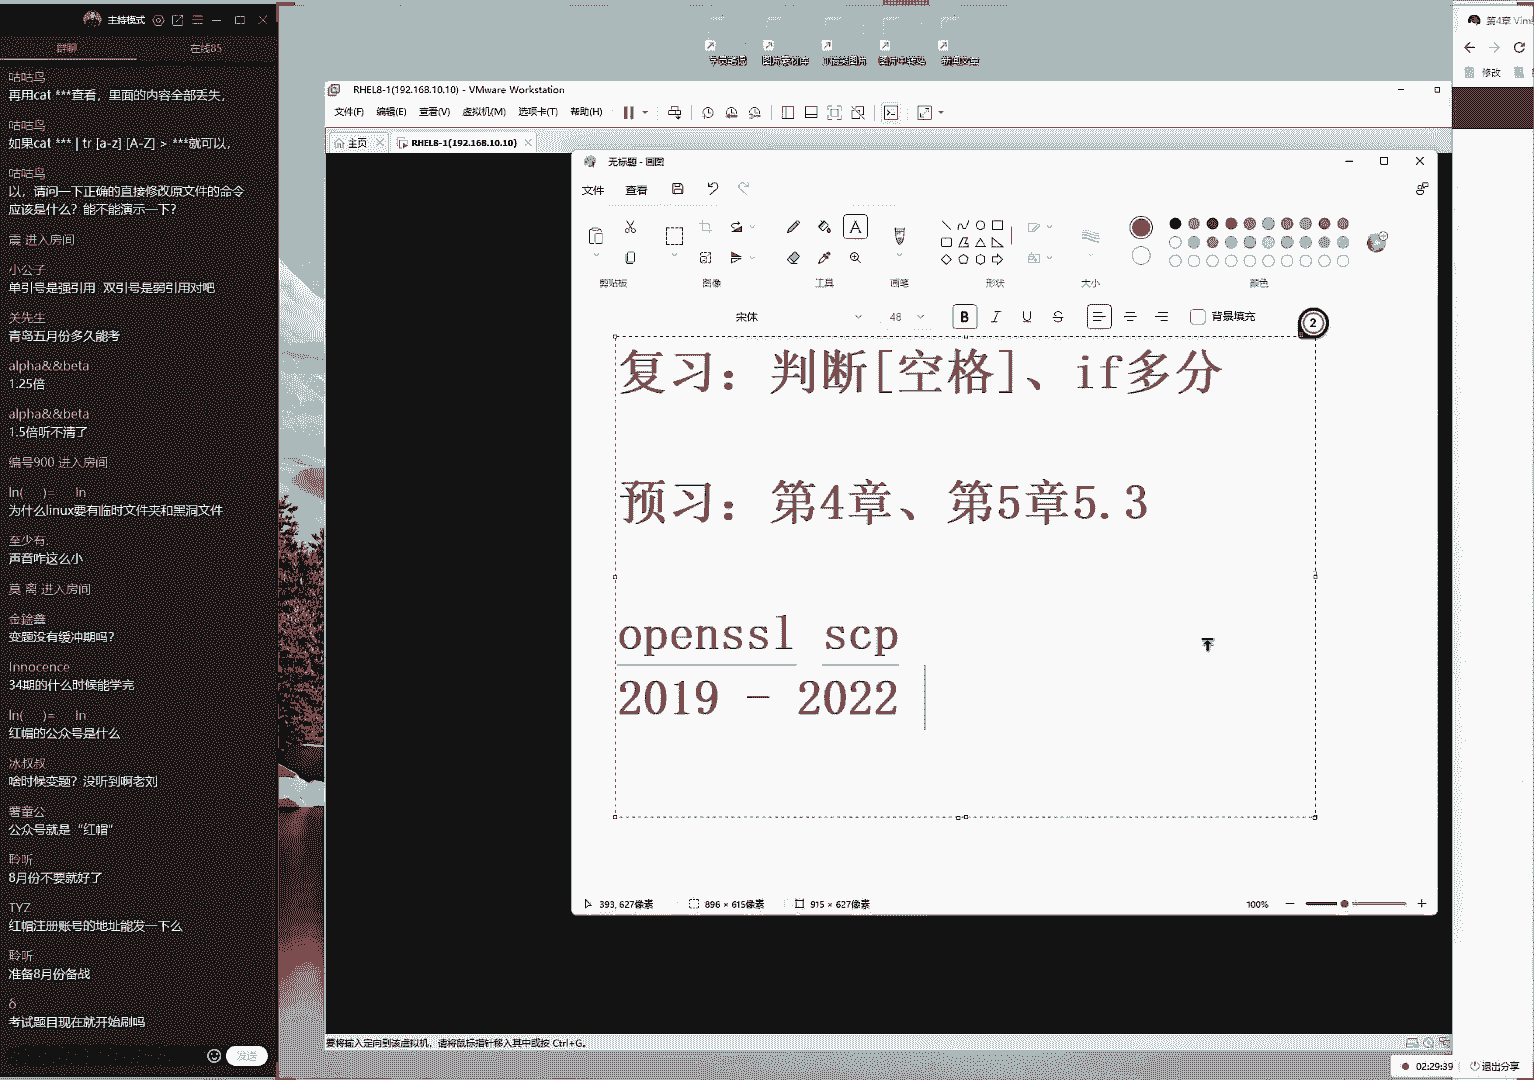 主持模式
群聊
在线85
咕咕鸟
再用cat ***查看，里面的内容全部丢失，
咕咕鸟
如果cat *** | tr [a-z] [A-Z] > ***就可以，
咕咕鸟
以，请问一下正确的直接修改原文件的命令
应该是什么？能不能演示一下？
震 进入房间
小公子
单引号是强引用 双引号是弱引用对吧
关先生
青岛五月份多久能考
alpha&&beta
1.25倍
alpha&&beta
1.5倍听不清了
编号900 进入房间
ln( )= ln
为什么linux要有临时文件夹和黑洞文件
至少有.
声音咋这么小
莫 离 进入房间
变题没有缓冲期吗？
Innocence
34期的什么时候能学完
ln( )= ln
红帽的公众号是什么
冰叔叔
啥时候变题？没听到啊老刘
薯童公
公众号就是“红帽”
聆听
8月份不要就好了
TYZ
红帽注册账号的地址能发一下么
聆听
准备8月份备战
δ
考试题目现在就开始刷吗
发送
RHEL8-1(192.168.10.10) - VMware Workstation
文件(F) 编辑(E) 查看(V) 虚拟机(M) 选项卡(T) 帮助(H)
主页
RHEL8-1(192.168.10.10)
无标题 - 画图
文件 查看
剪贴板 图像 工具 画笔 形状 大小 颜色
宋体 48 B I U S 背景填充
2
复习：判断[空格]、if多分
预习：第4章、第5章5.3
openssl scp
2019 - 2022
393, 627像素 896 × 615像素 915 × 627像素 100%
要将输入定向到该虚拟机，请将鼠标指针移入其中或按 Ctrl+G。
第4章 Vim
修改
02:29:39 退出分享